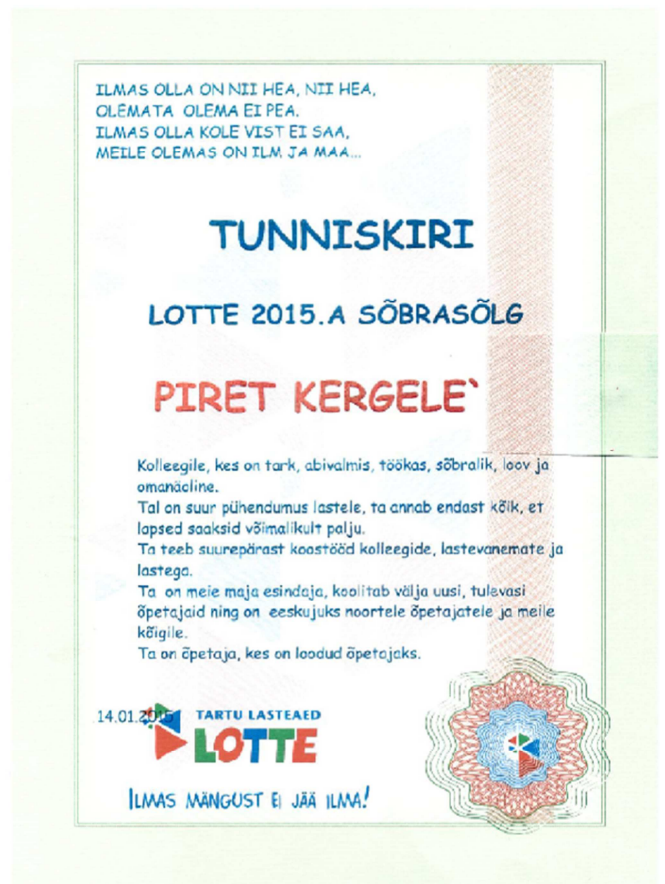 ILMAS OLLA ON NII HEA, NII HEA,
OLEMATA OLEMA EI PEA.
ILMAS OLLA KOLE VIST EI SAA,
MEILE OLEMAS ON ILM JA MAA...
TUNNISKIRI
LOTTE 2015.A SÕBRASÕLG
PIRET KERGELE`
Kolleegile, kes on tark, abivalmis, töökas, sõbralik, loov ja
omanäoline.
Tal on suur pühendumus lastele, ta annab endast kõik, et
lapsed saaksid võimalikult palju.
Ta teeb suurepärast koostööd kolleegide, lastevanemate ja
lastega.
Ta on meie maja esindaja, koolitab välja uusi, tulevasi
õpetajaid ning on eeskujuks noortele õpetajatele ja meile
kõigile.
Ta on õpetaja, kes on loodud õpetajaks.
14.01.2015
TARTU LASTEAED
LOTTE
ILMAS MÄNGUST EI JÄÄ ILMA!